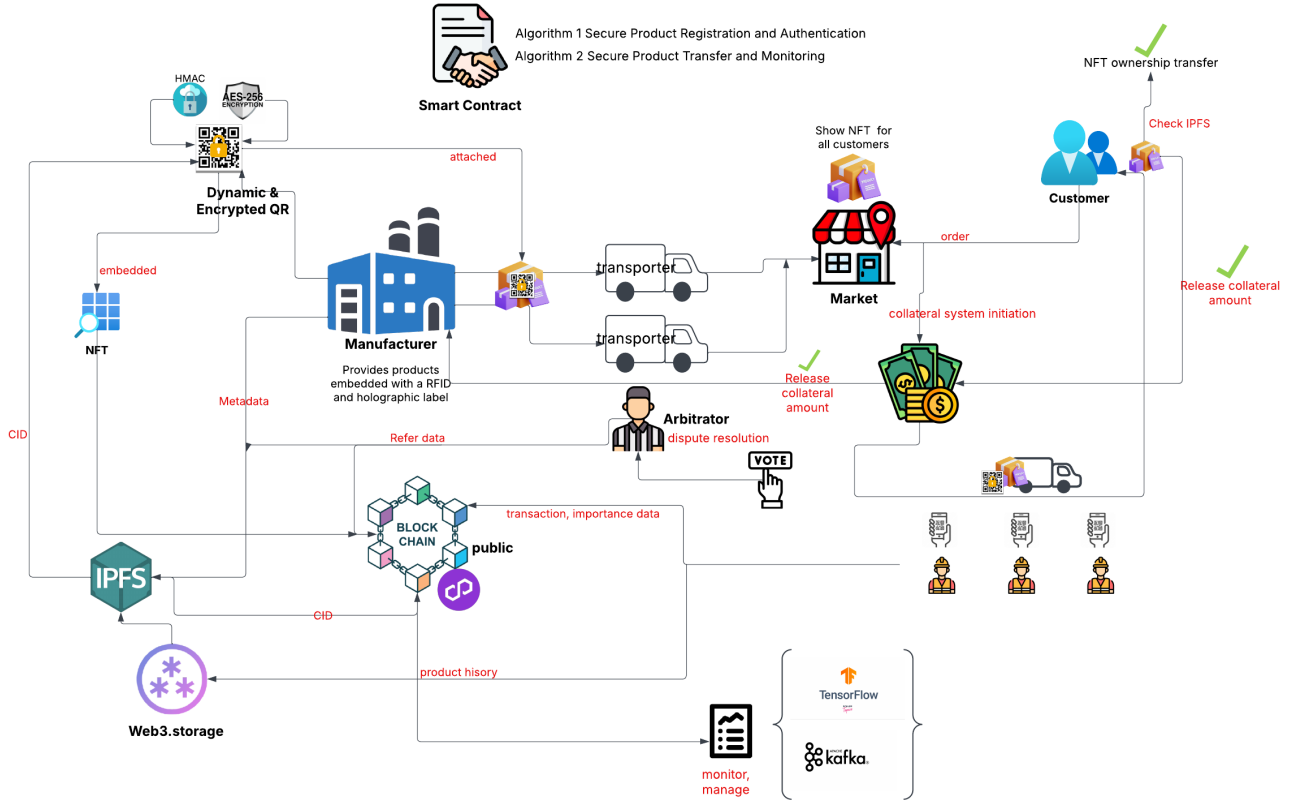 Algorithm 1 Secure Product Registration and Authentication
Algorithm 2 Secure Product Transfer and Monitoring
Smart Contract
NFT ownership transfer
Check IPFS
HMAC
AES-256
ENCRYPTION
Show NFT for
all customers
attached
Dynamic &
Encrypted QR
Customer
order
embedded
transporter
Market
Release collateral
amount
collateral system initiation
NFT
Manufacturer
transporter
Provides products
embedded with a RFID
and holographic label
Release
collateral
amount
Metadata
Arbitrator
dispute resolution
CID
Refer data
VOTE
BLOCK
CHAIN
transaction, importance data
public
IPFS
CID
product hisory
Web3.storage
TensorFlow
APACHE
kafka
monitor,
manage